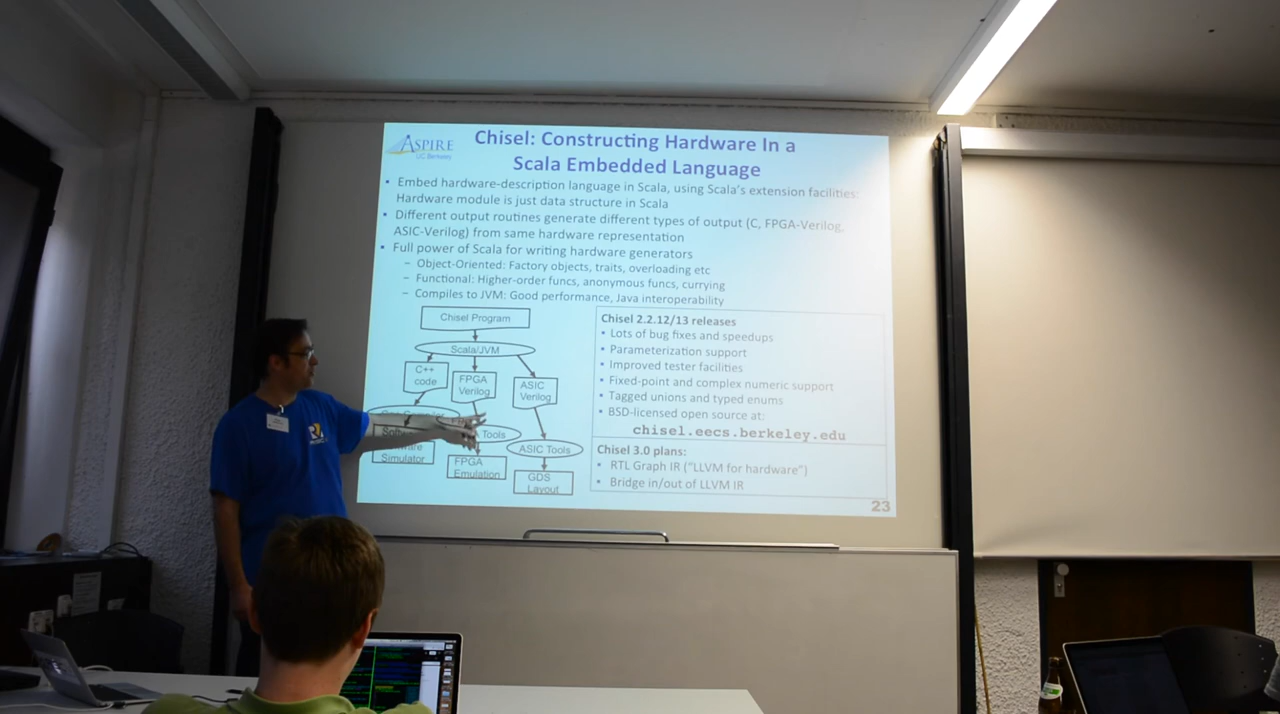 ASPIRE
UC Berkeley
Chisel: Constructing Hardware In a
Scala Embedded Language
• Embed hardware-description language in Scala, using Scala's extension facilities:
Hardware module is just data structure in Scala
• Different output routines generate different types of output (C, FPGA-Verilog,
ASIC-Verilog) from same hardware representation
• Full power of Scala for writing hardware generators
– Object-Oriented: Factory objects, traits, overloading etc
– Functional: Higher-order funcs, anonymous funcs, currying
– Compiles to JVM: Good performance, Java interoperability
Chisel Program
Scala/JVM
C++
code
FPGA
Verilog
ASIC
Verilog
Tools
ASIC Tools
Simulator
FPGA
Emulation
GDS
Layout
Chisel 2.2.12/13 releases
• Lots of bug fixes and speedups
• Parameterization support
• Improved tester facilities
• Fixed-point and complex numeric support
• Tagged unions and typed enums
• BSD-licensed open source at:
chisel.eecs.berkeley.edu
Chisel 3.0 plans:
• RTL Graph IR ("LLVM for hardware")
• Bridge in/out of LLVM IR
23